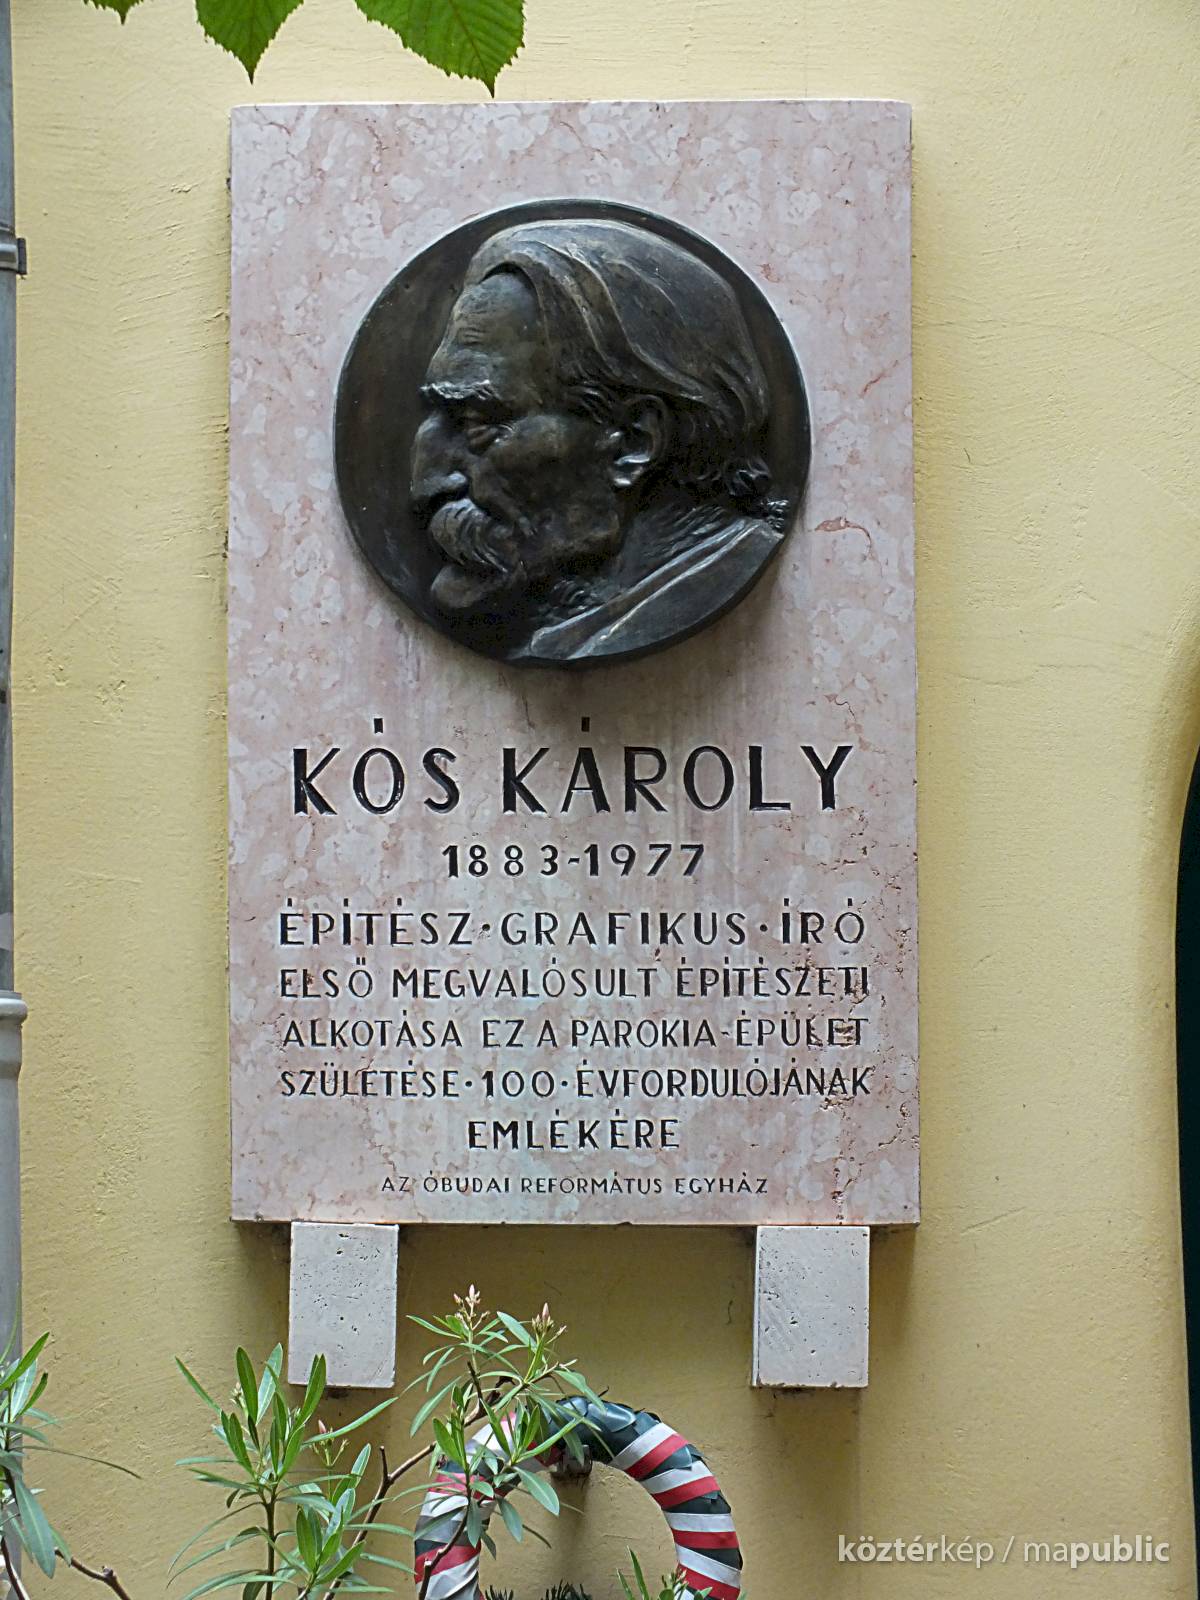 KÓS KÁROLY
1883-1977
ÉPÍTÉSZ·GRAFIKUS·ÍRÓ
ELSŐ MEGVALÓSULT ÉPÍTÉSZETI
ALKOTÁSA EZ A PAROKIA-ÉPÜLET
SZÜLETÉSE·100·ÉVFORDULÓJÁNAK
EMLÉKÉRE
AZ ÓBUDAI REFORMÁTUS EGYHÁZ
köztérkép / mapublic